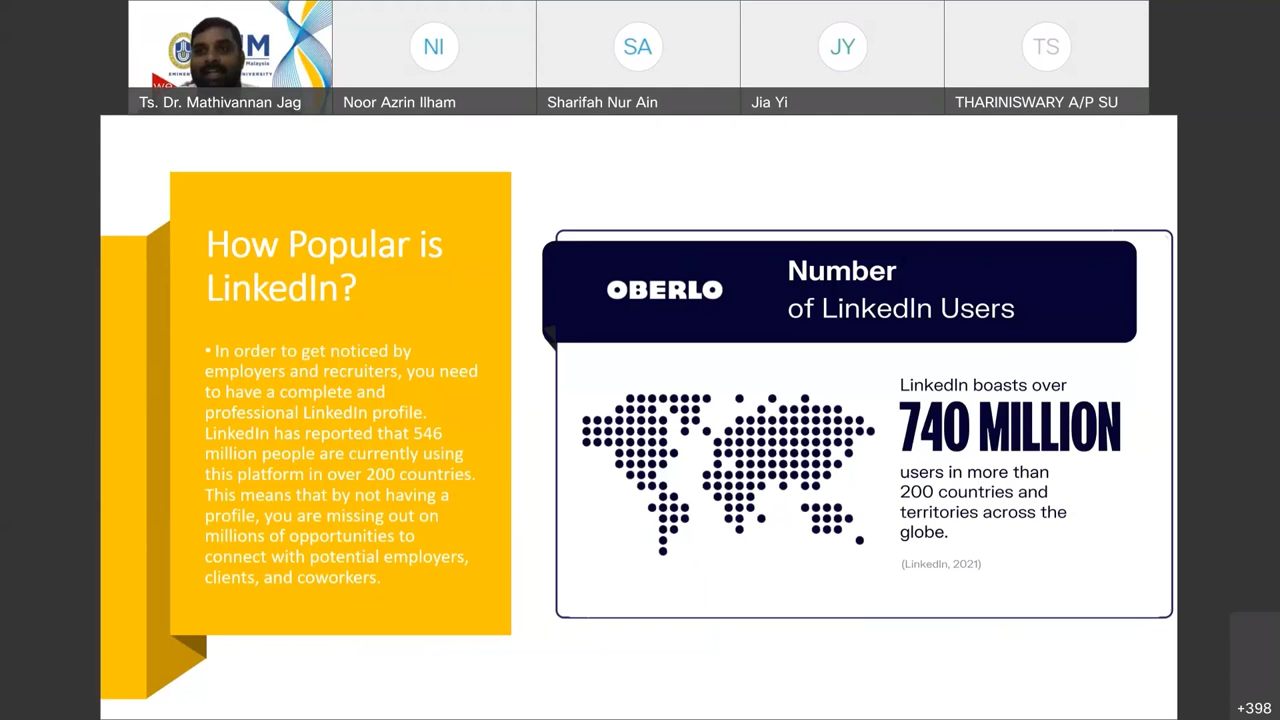 NI
SA
JY
TS
Ts. Dr. Mathivannan Jag
Noor Azrin Ilham
Sharifah Nur Ain
Jia Yi
THARINISWARY A/P SU
How Popular is
LinkedIn?
• In order to get noticed by
employers and recruiters, you need
to have a complete and
professional LinkedIn profile.
LinkedIn has reported that 546
million people are currently using
this platform in over 200 countries.
This means that by not having a
profile, you are missing out on
millions of opportunities to
connect with potential employers,
clients, and coworkers.
OBERLO
Number
of LinkedIn Users
LinkedIn boasts over
740 MILLION
users in more than
200 countries and
territories across the
globe.
(LinkedIn, 2021)
+398